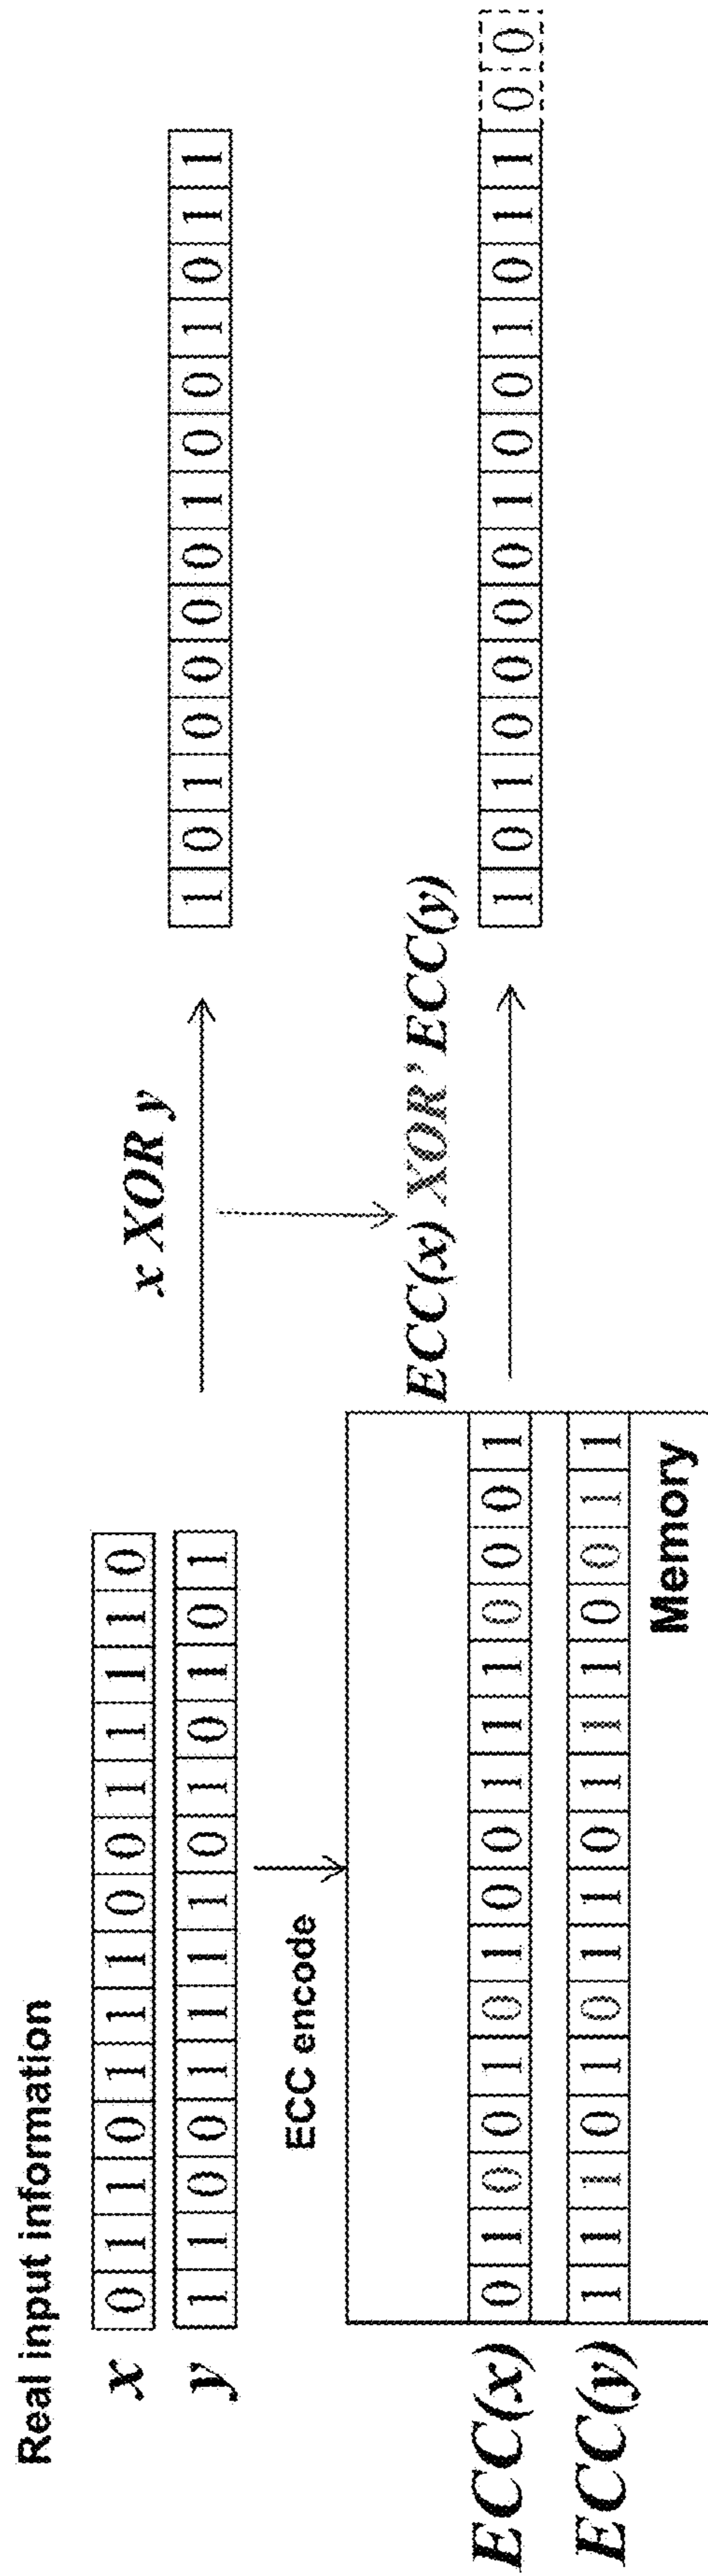 Real input information
x 0 1 1 0 1 1 1 0 0 1 1 1 1 0
y 1 1 0 0 1 1 1 1 0 1 0 1 0 1
x XOR y
1 0 1 0 0 0 0 1 0 0 1 0 1 1
ECC encode
ECC(x) 0 1 0 0 1 0 1 0 0 1 1 1 0 0 0 1
ECC(y) 1 1 1 0 1 0 1 1 0 1 1 1 0 0 1 1
Memory
ECC(x) XOR' ECC(y)
1 0 1 0 0 0 0 1 0 0 1 0 1 1 0 0